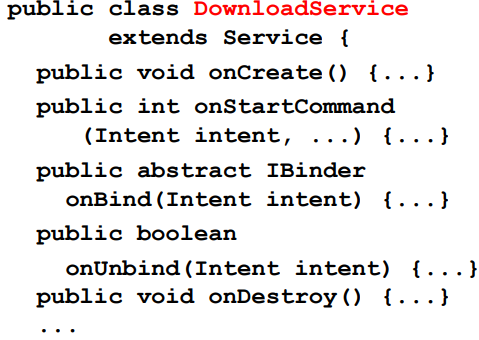 public class DownloadService
extends Service {
public void onCreate() {...}
public int onStartCommand
(Intent intent, ...) {...}
public abstract IBinder
onBind(Intent intent) {...}
public boolean
onUnbind(Intent intent) {...}
public void onDestroy() {...}
...